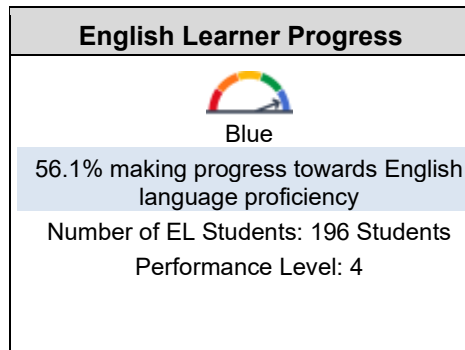 English Learner Progress
Blue
56.1% making progress towards English
language proficiency
Number of EL Students: 196 Students
Performance Level: 4